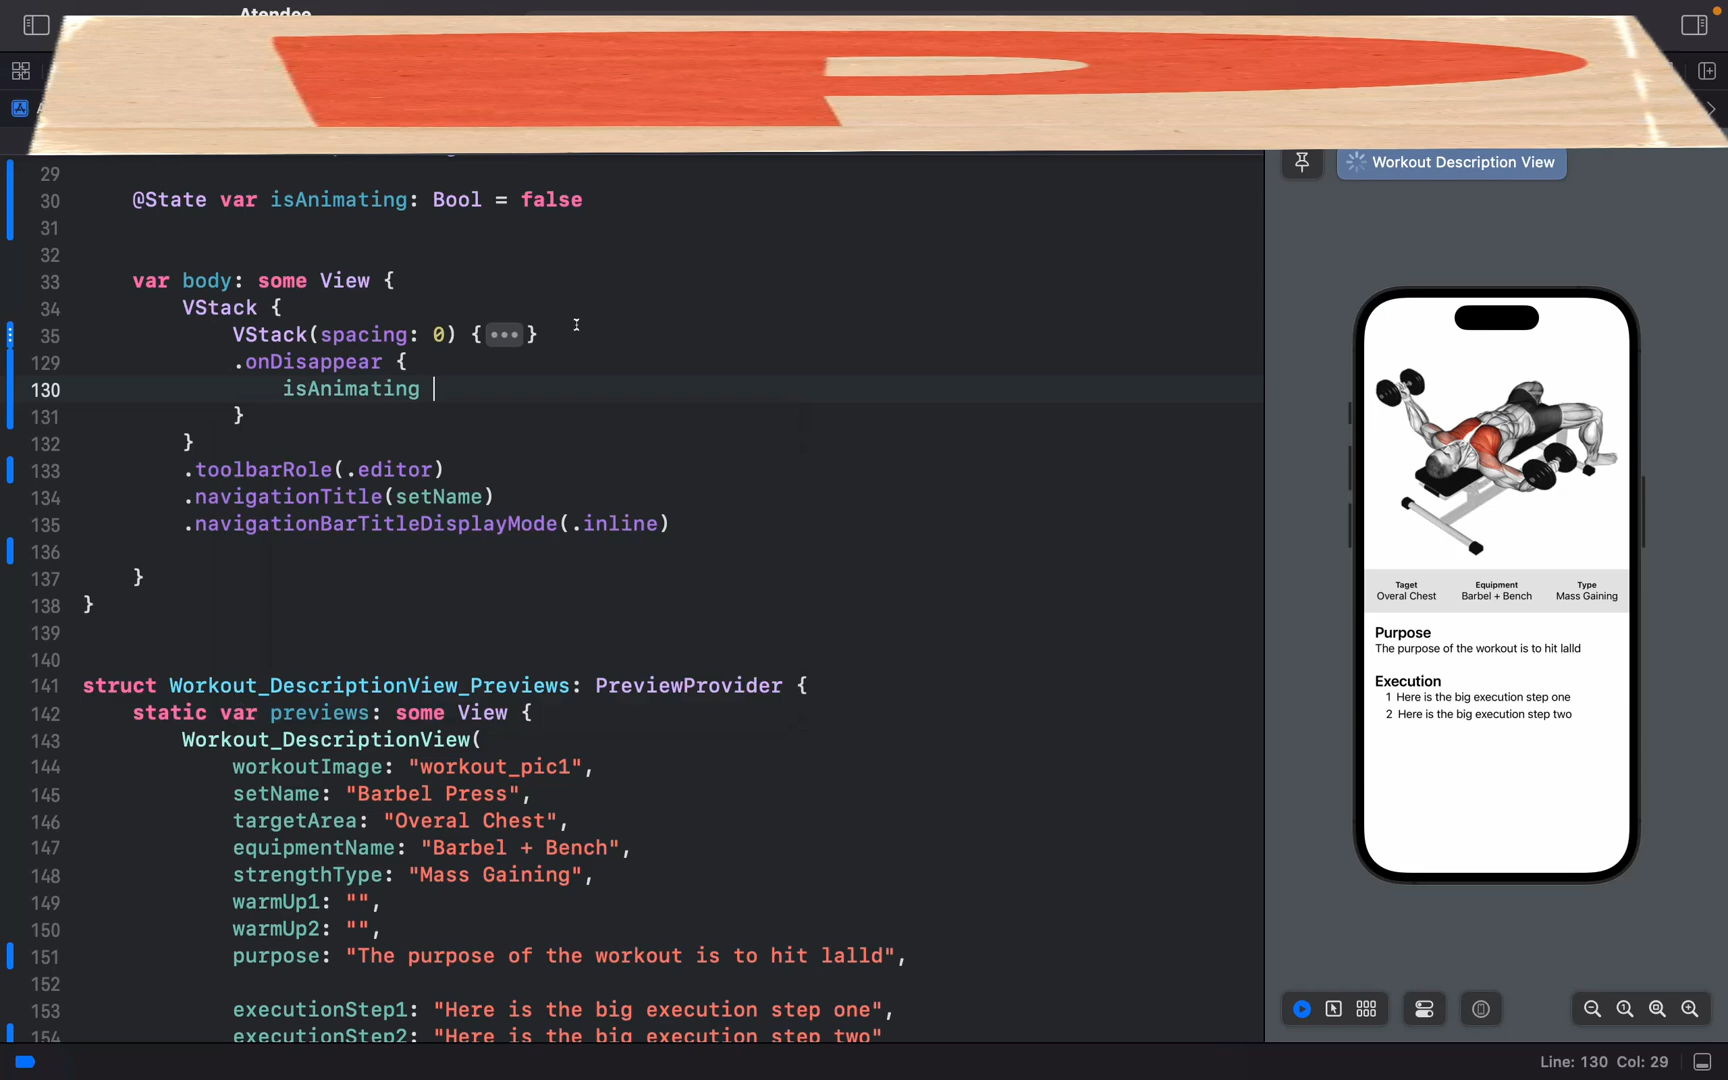 Atendee
P
29
30 @State var isAnimating: Bool = false
31
32
33 var body: some View {
34 VStack {
35 VStack(spacing: 0) {•••}
129 .onDisappear {
130 isAnimating
131 }
132 }
133 .toolbarRole(.editor)
134 .navigationTitle(setName)
135 .navigationBarTitleDisplayMode(.inline)
136
137 }
138 }
139
140
141 struct Workout_DescriptionView_Previews: PreviewProvider {
142 static var previews: some View {
143 Workout_DescriptionView(
144 workoutImage: "workout_pic1",
145 setName: "Barbel Press",
146 targetArea: "Overal Chest",
147 equipmentName: "Barbel + Bench",
148 strengthType: "Mass Gaining",
149 warmUp1: "",
150 warmUp2: "",
151 purpose: "The purpose of the workout is to hit lalld",
152
153 executionStep1: "Here is the big execution step one",
154 executionStep2: "Here is the big execution step two"
Workout Description View
Taget Equipment Type
Overal Chest Barbel + Bench Mass Gaining
Purpose
The purpose of the workout is to hit lalld
Execution
1 Here is the big execution step one
2 Here is the big execution step two
Line: 130 Col: 29